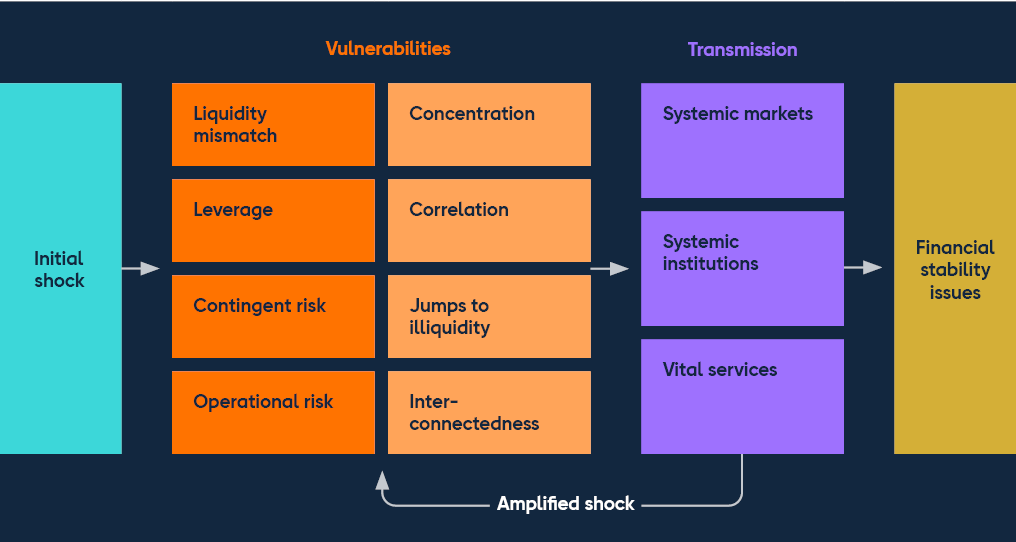 Vulnerabilities
Transmission
Initial
shock
Liquidity
mismatch
Leverage
Contingent risk
Operational risk
Concentration
Correlation
Jumps to
illiquidity
Inter-
connectedness
Systemic markets
Systemic
institutions
Vital services
Financial
stability
issues
Amplified shock